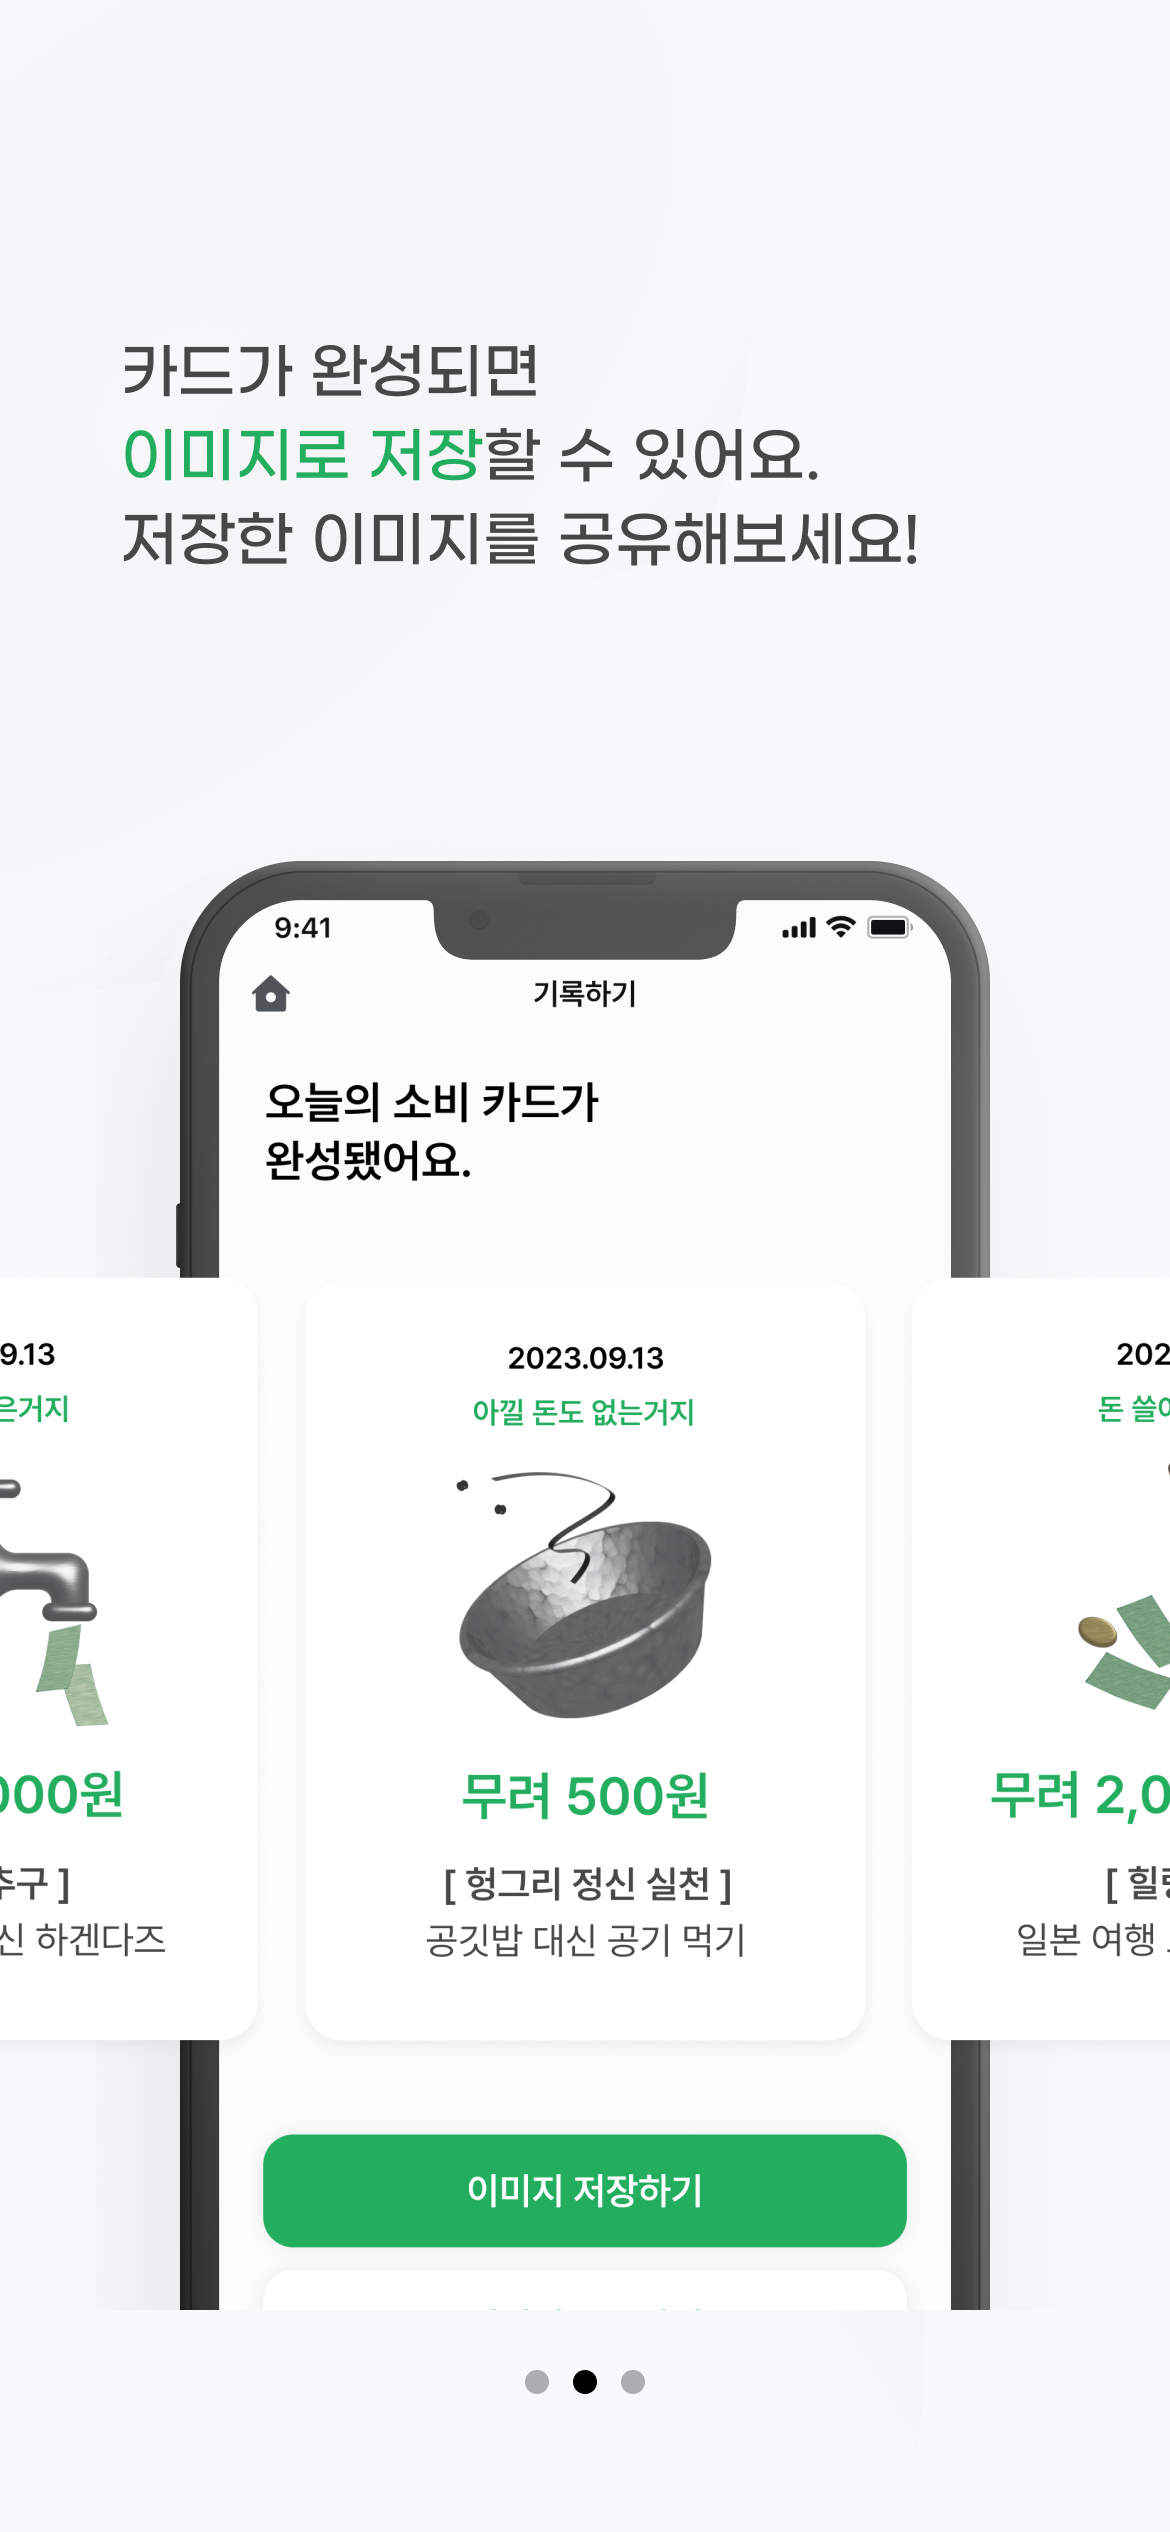 카드가 완성되면
이미지로 저장할 수 있어요.
저장한 이미지를 공유해보세요!
9:41
기록하기
오늘의 소비 카드가
완성됐어요.
9.13
은거지
000원
추구 ]
신 하겐다즈
2023.09.13
아낄 돈도 없는거지
무려 500원
[ 헝그리 정신 실천 ]
공깃밥 대신 공기 먹기
202
돈 쓸
무려 2,0
[ 힐링
일본 여행
이미지 저장하기